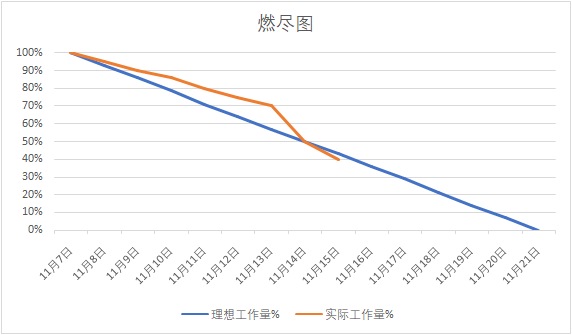 燃尽图
100%
90%
80%
70%
60%
50%
40%
30%
20%
10%
0%
11月7日
11月8日
11月9日
11月10日
11月11日
11月12日
11月13日
11月14日
11月15日
11月16日
11月17日
11月18日
11月19日
11月20日
11月21日
理想工作量% 实际工作量%